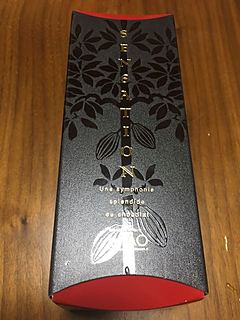 SENSATION
Une symphonie
splendide
au chocolat